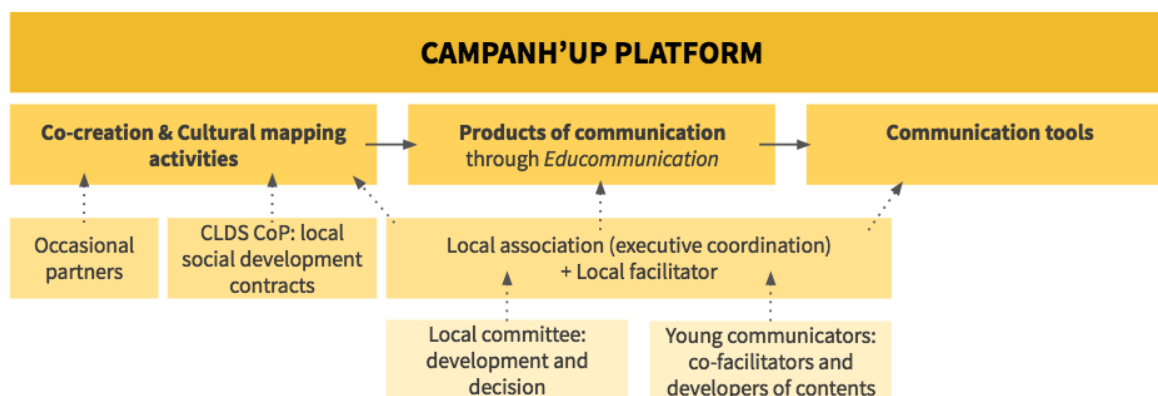 CAMPANH’UP PLATFORM
Co-creation & Cultural mapping
activities
Products of communication
through Educommunication
Communication tools
Occasional
partners
CLDS CoP: local
social development
contracts
Local association (executive coordination)
+ Local facilitator
Local committee:
development and
decision
Young communicators:
co-facilitators and
developers of contents